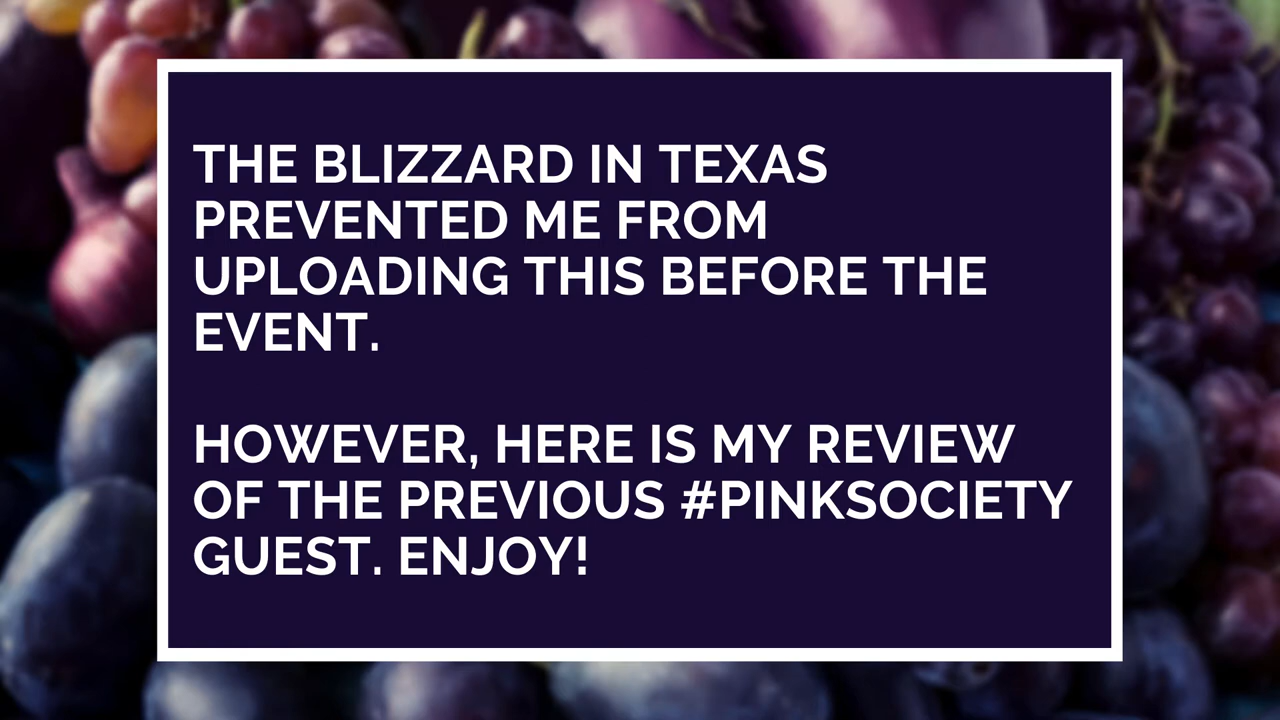 THE BLIZZARD IN TEXAS
PREVENTED ME FROM
UPLOADING THIS BEFORE THE
EVENT.
HOWEVER, HERE IS MY REVIEW
OF THE PREVIOUS #PINKSOCIETY
GUEST. ENJOY!